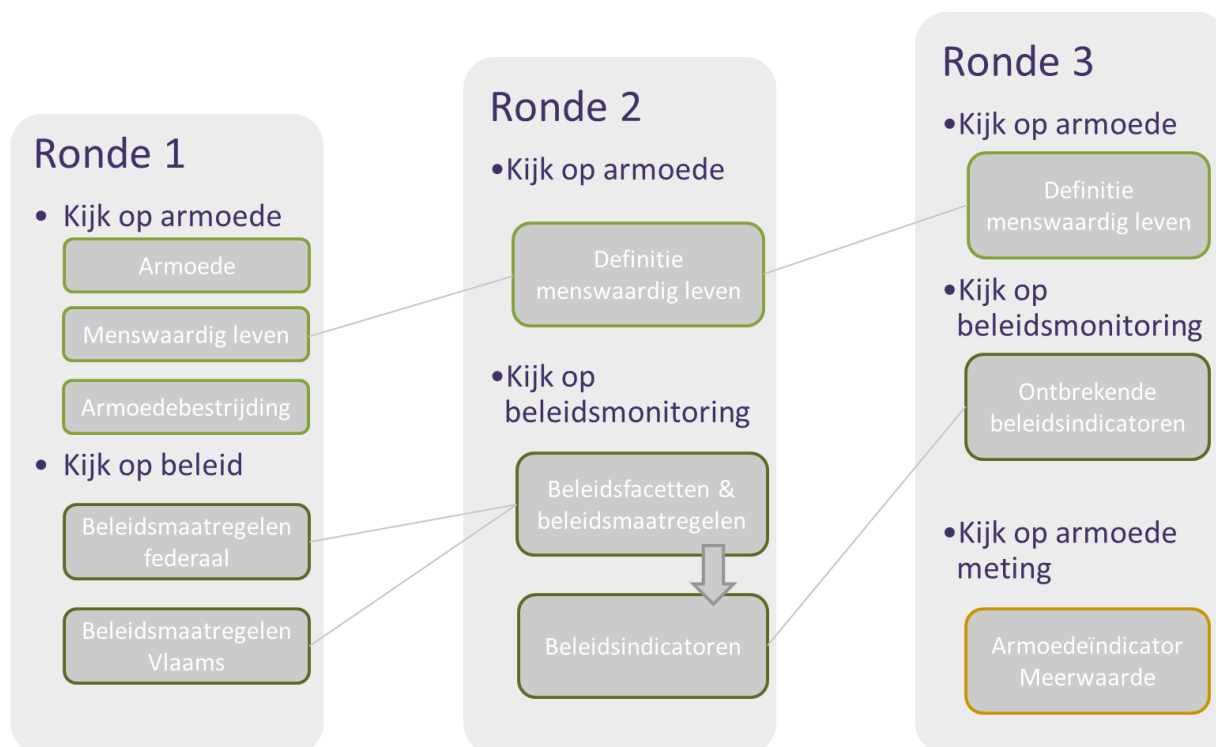 Ronde 1
• Kijk op armoede
Armoede
Menswaardig leven
Armoedebestrijding
• Kijk op beleid
Beleidsmaatregelen
federaal
Beleidsmaatregelen
Vlaams
Ronde 2
•Kijk op armoede
Definitie
menswaardig leven
•Kijk op
beleidsmonitoring
Beleidsfacetten &
beleidsmaatregelen
Beleidsindicatoren
Ronde 3
•Kijk op armoede
Definitie
menswaardig leven
•Kijk op
beleidsmonitoring
Ontbrekende
beleidsindicatoren
•Kijk op armoede
meting
Armoedeïndicator
Meerwaarde